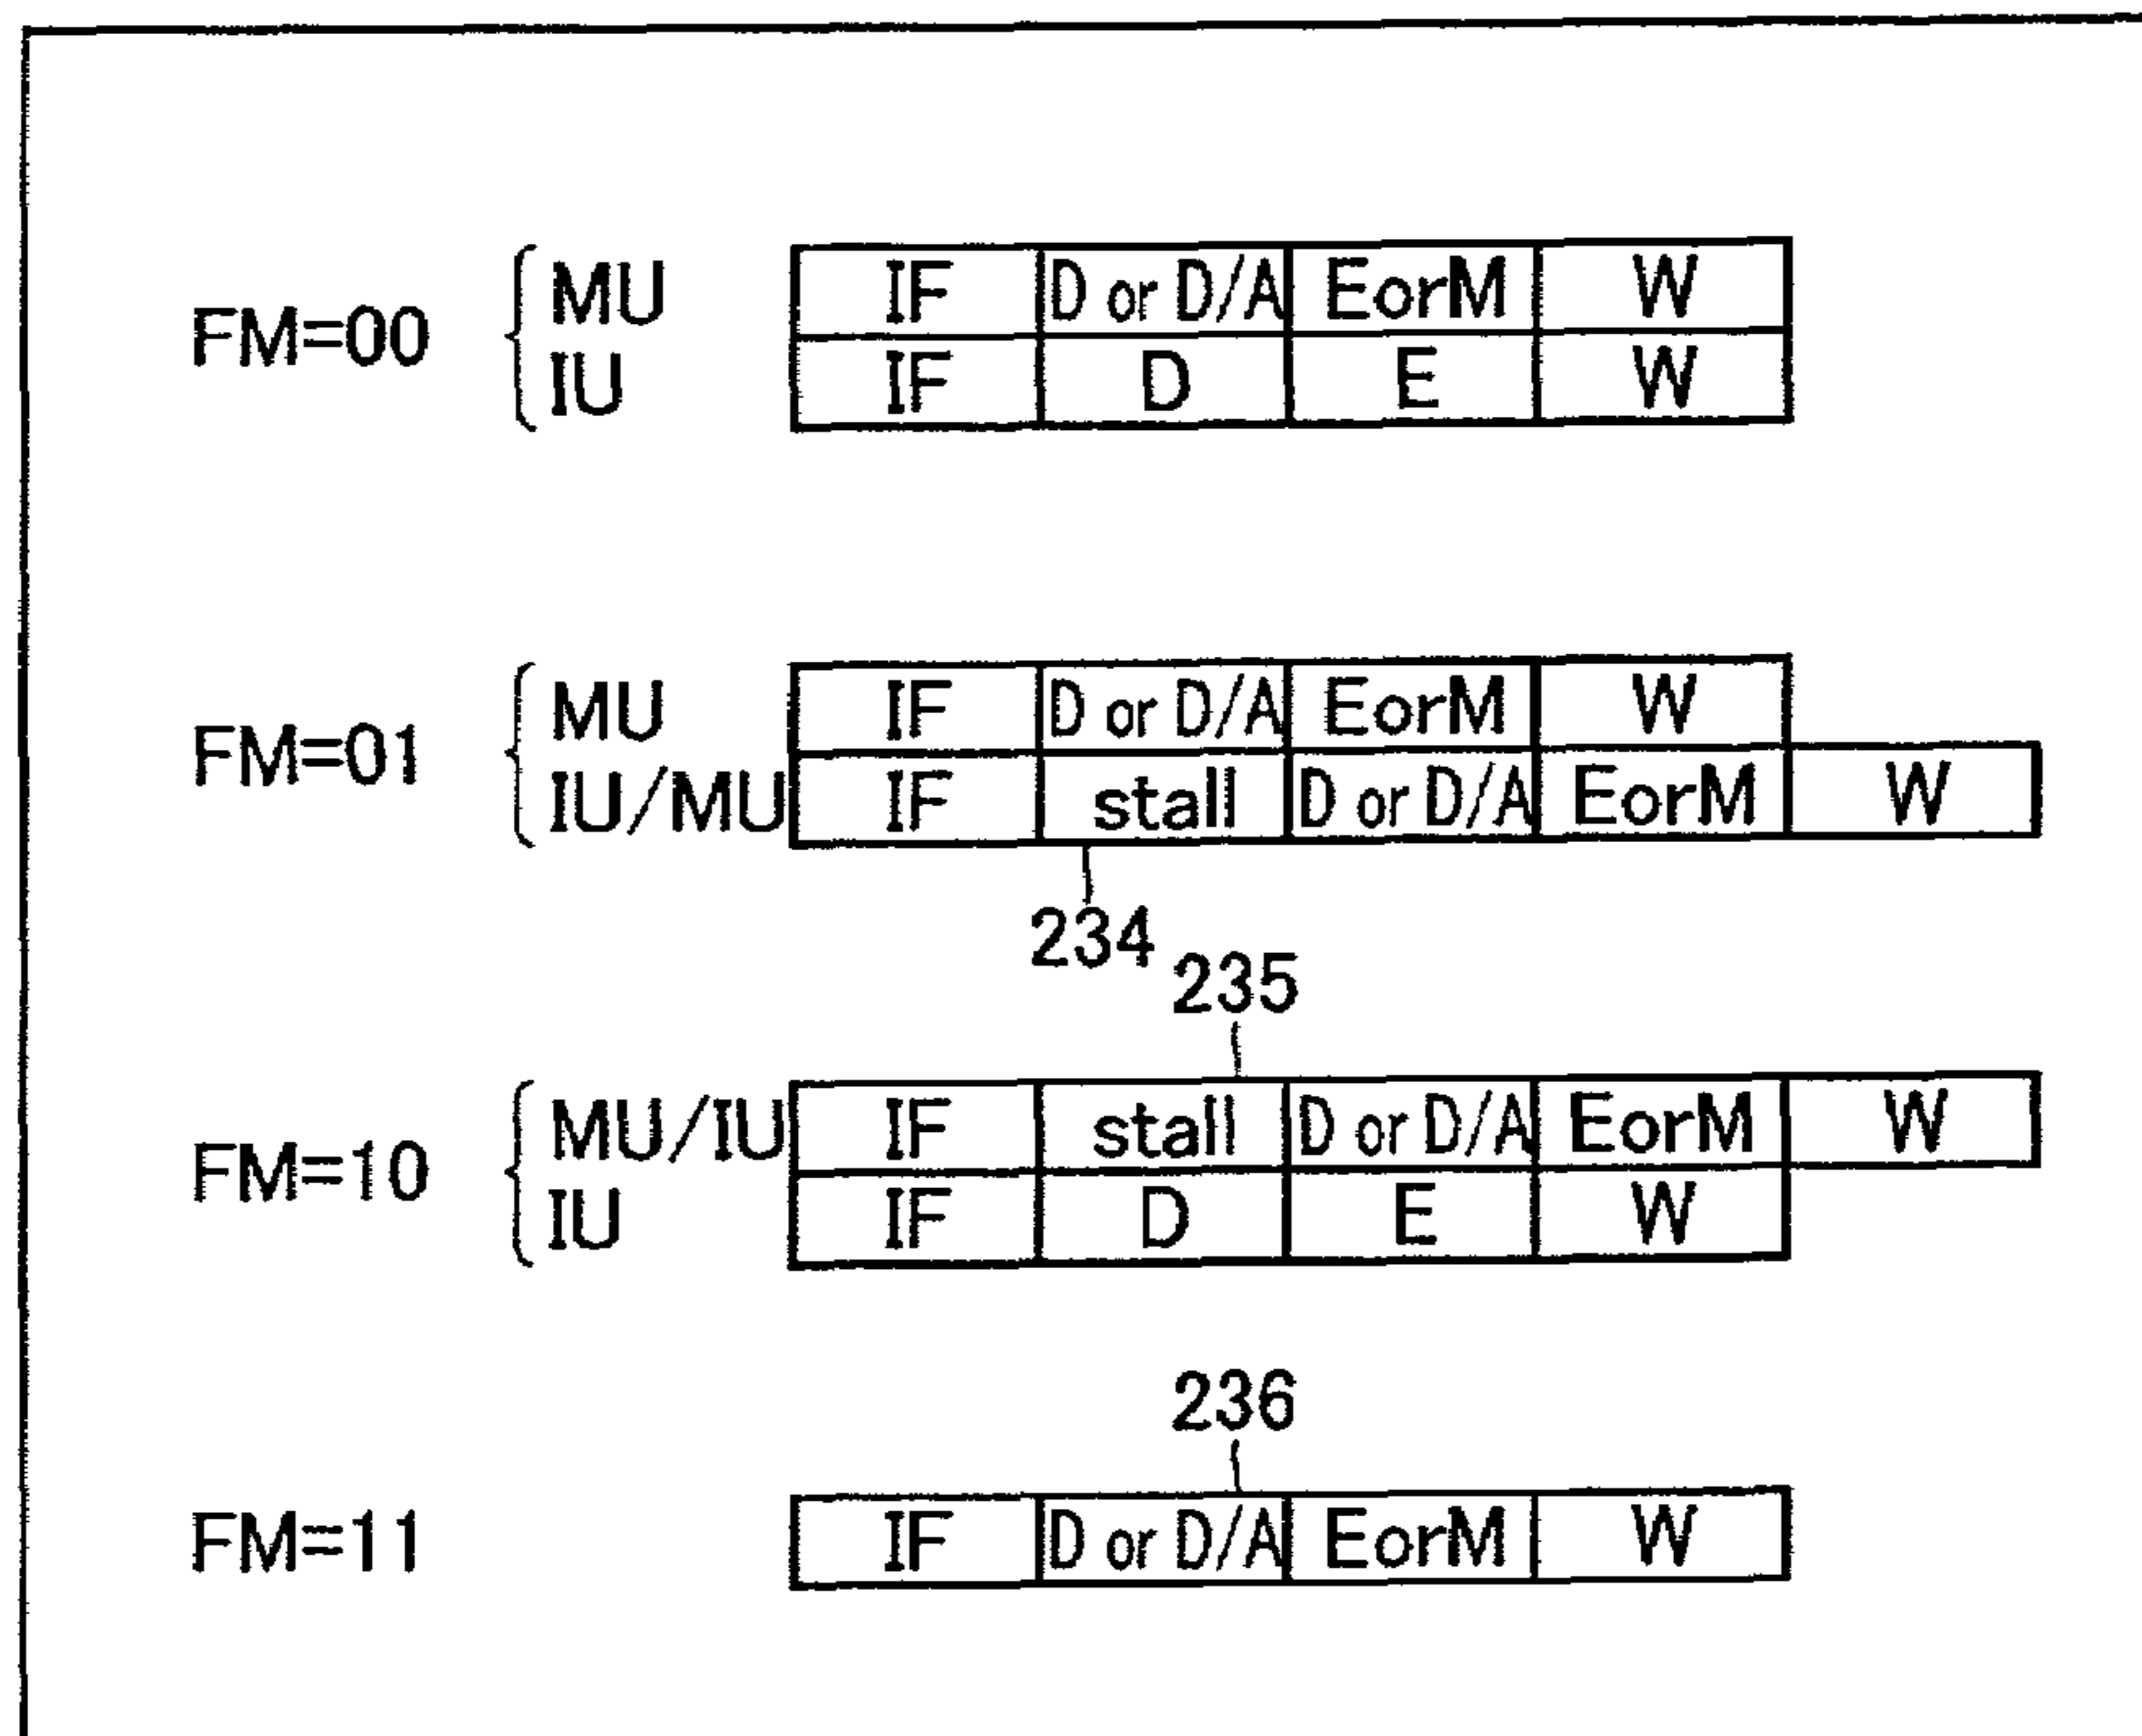 FM=00 MU IF D or D/A EorM W
IU IF D E W
FM=01 MU IF D or D/A EorM W
IU/MU IF stall D or D/A EorM W
234
235
FM=10 MU/IU IF stall D or D/A EorM W
IU IF D E W
236
FM=11 IF D or D/A EorM W